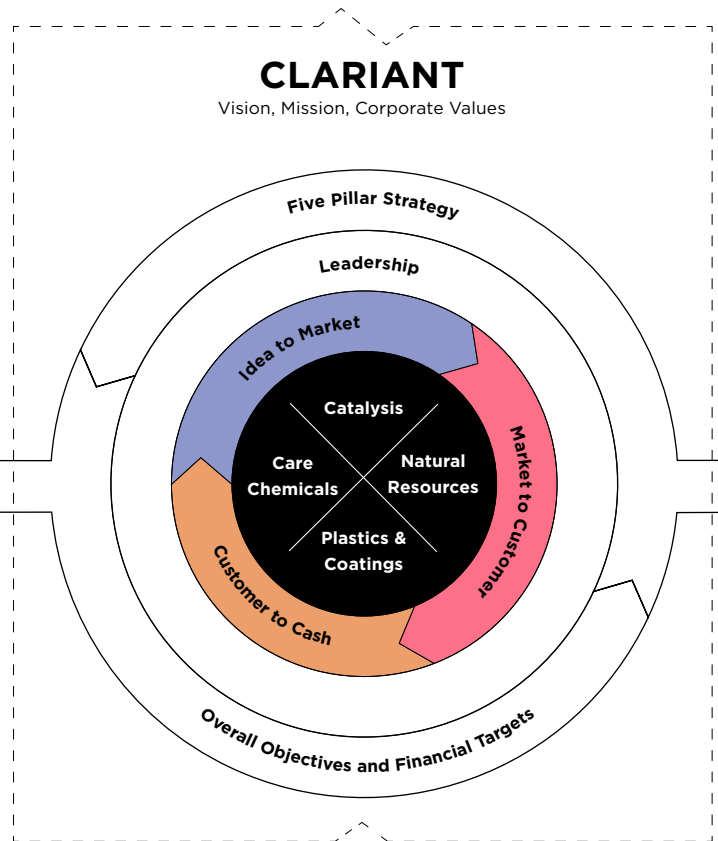 CLARIANT
Vision, Mission, Corporate Values
Five Pillar Strategy
Leadership
Idea to Market
Market to Customer
Customer to Cash
Catalysis
Care
Chemicals
Natural
Resources
Plastics &
Coatings
Overall Objectives and Financial Targets